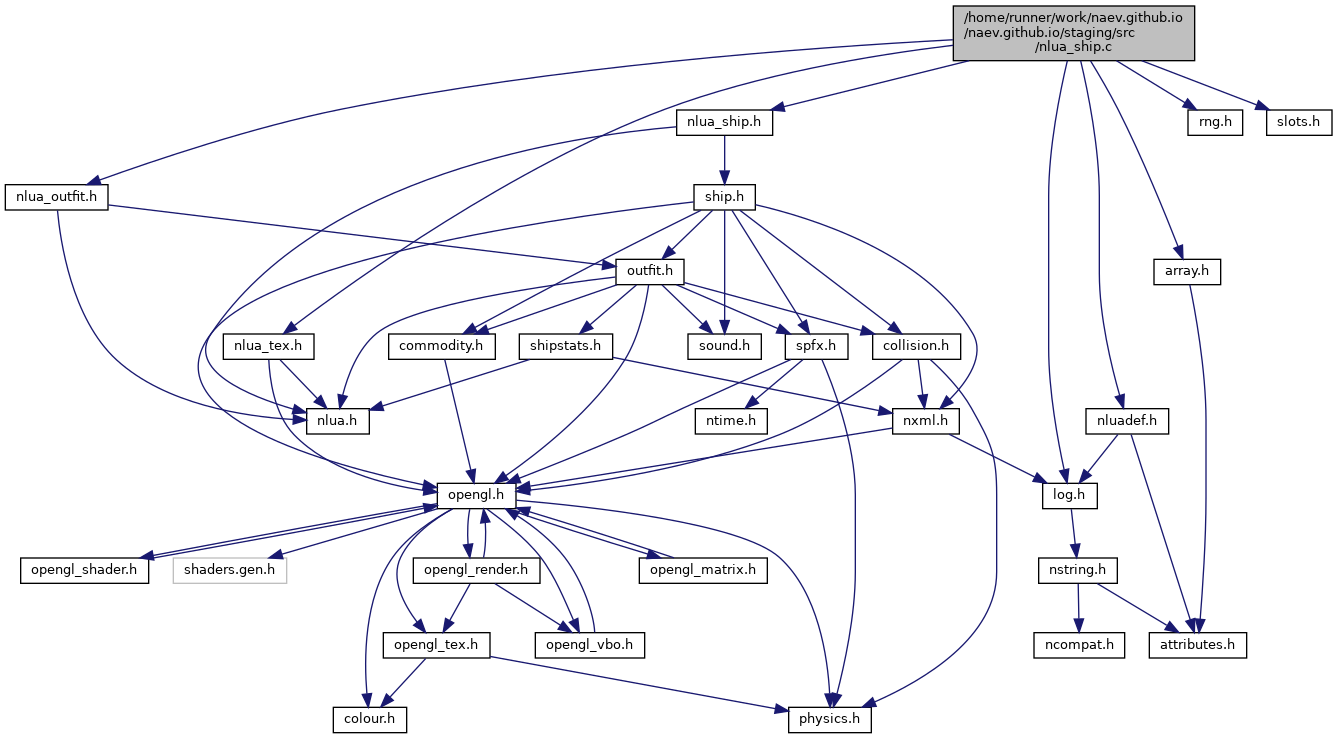 /home/runner/work/naev.github.io
/naev.github.io/staging/src
/nlua_ship.c
nlua_ship.h
rng.h
slots.h
nlua_outfit.h
ship.h
outfit.h
array.h
nlua_tex.h
commodity.h
shipstats.h
sound.h
spfx.h
collision.h
nlua.h
ntime.h
nxml.h
nluadef.h
opengl.h
log.h
opengl_shader.h
shaders.gen.h
opengl_render.h
opengl_matrix.h
nstring.h
opengl_tex.h
opengl_vbo.h
ncompat.h
attributes.h
colour.h
physics.h